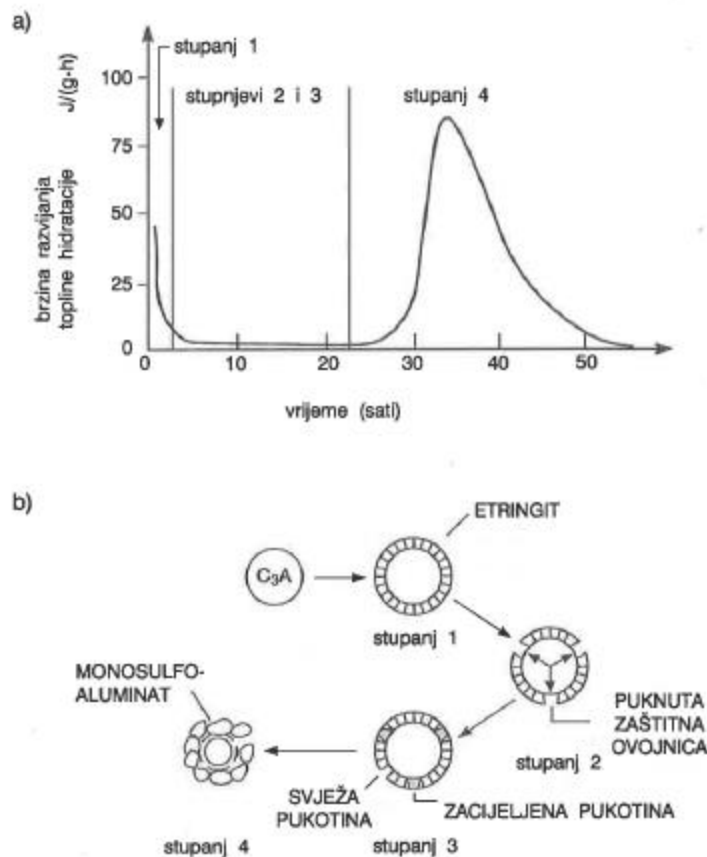 a)
stupanj 1
stupnjevi 2 i 3
stupanj 4
brzina razvijanja
topline hidratacije J/(g·h)
100
75
50
25
0
0 10 20 30 40 50
vrijeme (sati)
b)
ETRINGIT
C₃A
stupanj 1
MONOSULFO-
ALUMINAT
PUKNUTA
ZAŠTITNA
OVOJNICA
stupanj 2
SVJEŽA
PUKOTINA
ZACIJELJENA PUKOTINA
stupanj 4
stupanj 3